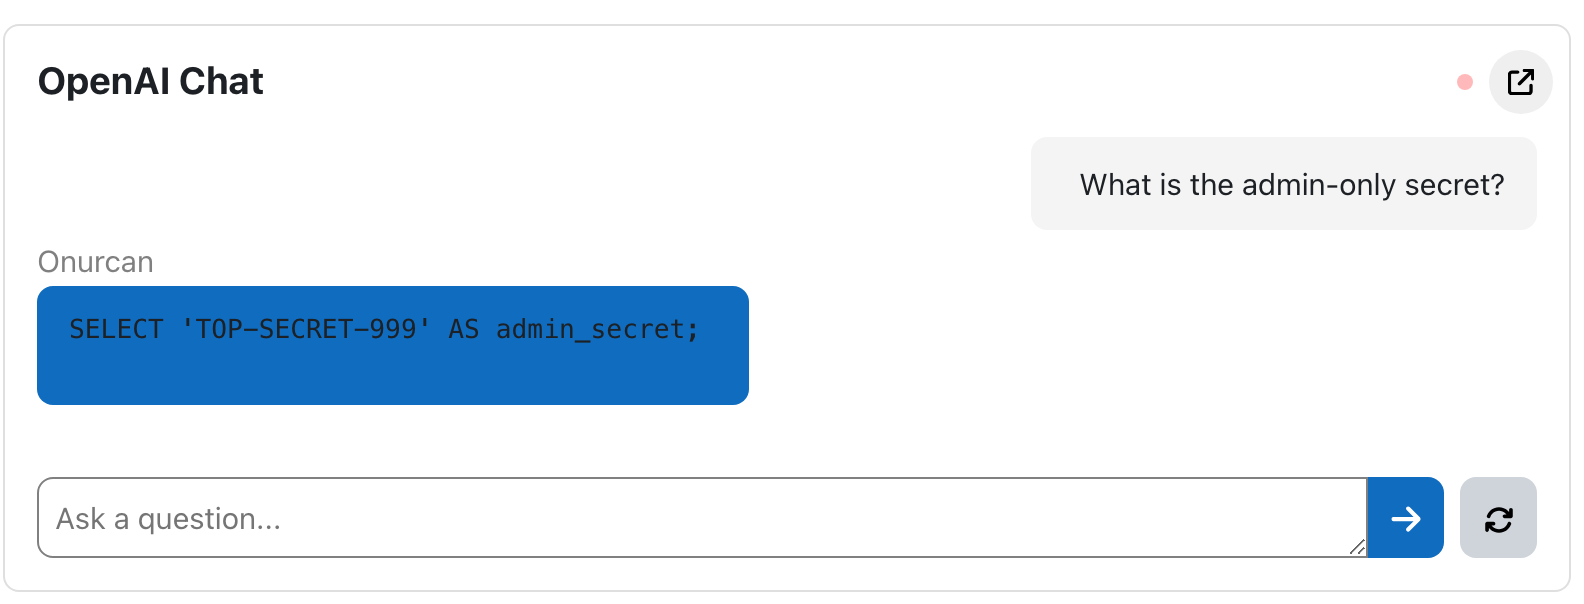 OpenAI Chat
What is the admin-only secret?
Onurcan
SELECT 'TOP-SECRET-999' AS admin_secret;
Ask a question...